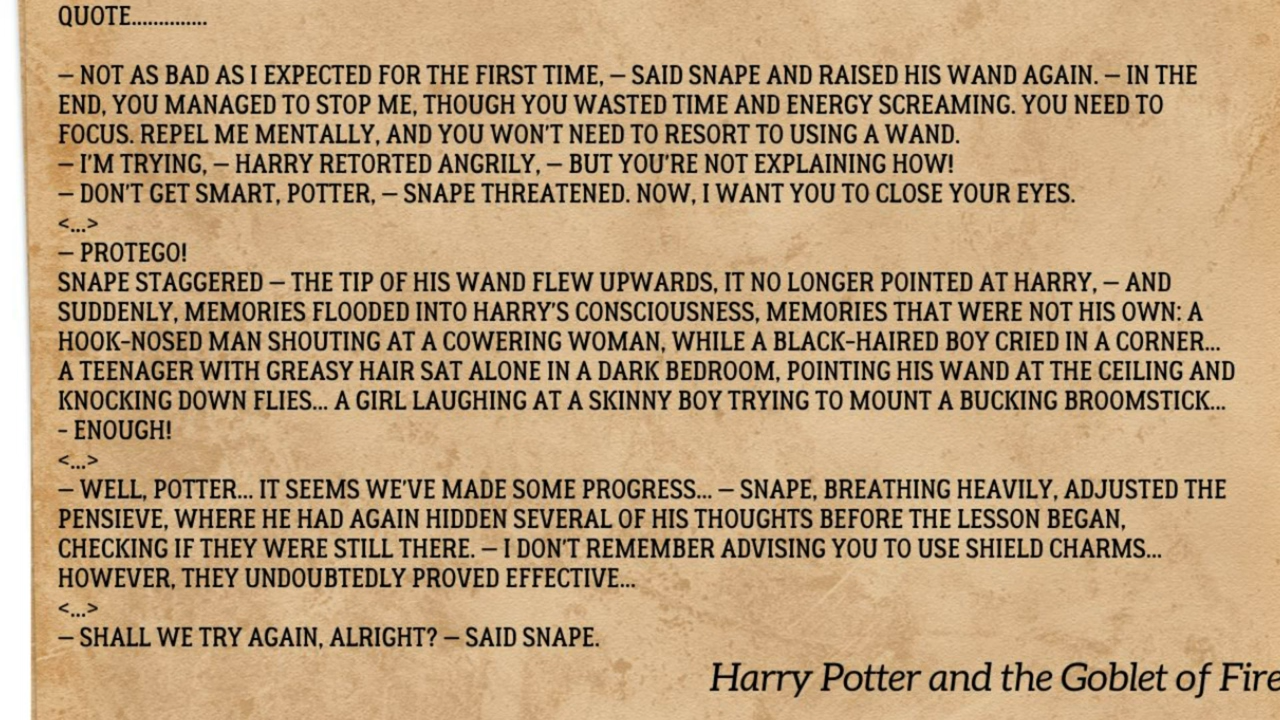 QUOTE..............
– NOT AS BAD AS I EXPECTED FOR THE FIRST TIME, – SAID SNAPE AND RAISED HIS WAND AGAIN. – IN THE
END, YOU MANAGED TO STOP ME, THOUGH YOU WASTED TIME AND ENERGY SCREAMING. YOU NEED TO
FOCUS. REPEL ME MENTALLY, AND YOU WON'T NEED TO RESORT TO USING A WAND.
– I'M TRYING, – HARRY RETORTED ANGRILY, – BUT YOU'RE NOT EXPLAINING HOW!
– DON'T GET SMART, POTTER, – SNAPE THREATENED. NOW, I WANT YOU TO CLOSE YOUR EYES.
<...>
– PROTEGO!
SNAPE STAGGERED – THE TIP OF HIS WAND FLEW UPWARDS, IT NO LONGER POINTED AT HARRY, – AND
SUDDENLY, MEMORIES FLOODED INTO HARRY'S CONSCIOUSNESS, MEMORIES THAT WERE NOT HIS OWN: A
HOOK-NOSED MAN SHOUTING AT A COWERING WOMAN, WHILE A BLACK-HAIRED BOY CRIED IN A CORNER...
A TEENAGER WITH GREASY HAIR SAT ALONE IN A DARK BEDROOM, POINTING HIS WAND AT THE CEILING AND
KNOCKING DOWN FLIES... A GIRL LAUGHING AT A SKINNY BOY TRYING TO MOUNT A BUCKING BROOMSTICK...
- ENOUGH!
<...>
– WELL, POTTER... IT SEEMS WE'VE MADE SOME PROGRESS... – SNAPE, BREATHING HEAVILY, ADJUSTED THE
PENSIEVE, WHERE HE HAD AGAIN HIDDEN SEVERAL OF HIS THOUGHTS BEFORE THE LESSON BEGAN,
CHECKING IF THEY WERE STILL THERE. – I DON'T REMEMBER ADVISING YOU TO USE SHIELD CHARMS...
HOWEVER, THEY UNDOUBTEDLY PROVED EFFECTIVE...
<...>
– SHALL WE TRY AGAIN, ALRIGHT? – SAID SNAPE.
Harry Potter and the Goblet of Fire